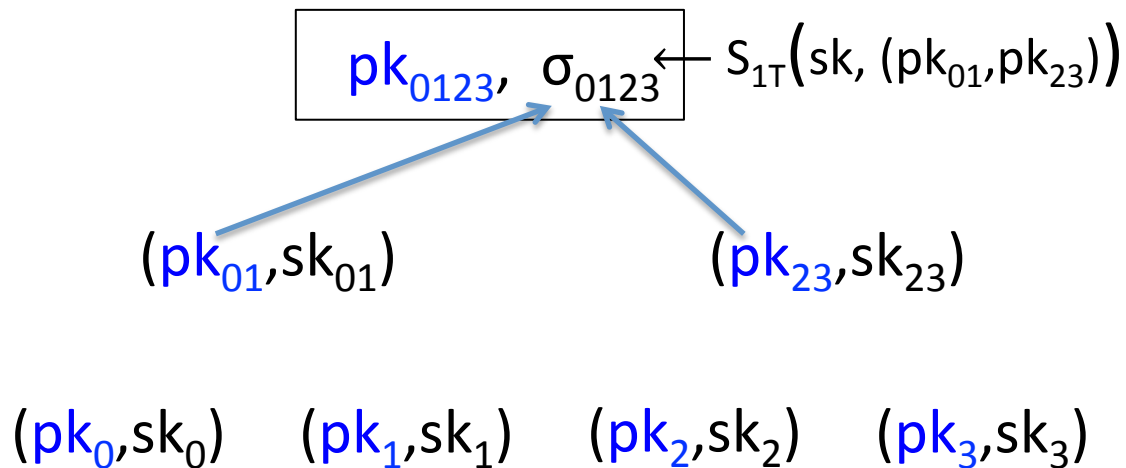 pk₀₁₂₃, σ₀₁₂₃ ← S₁T(sk, (pk₀₁,pk₂₃))
(pk₀₁,sk₀₁) (pk₂₃,sk₂₃)
(pk₀,sk₀) (pk₁,sk₁) (pk₂,sk₂) (pk₃,sk₃)